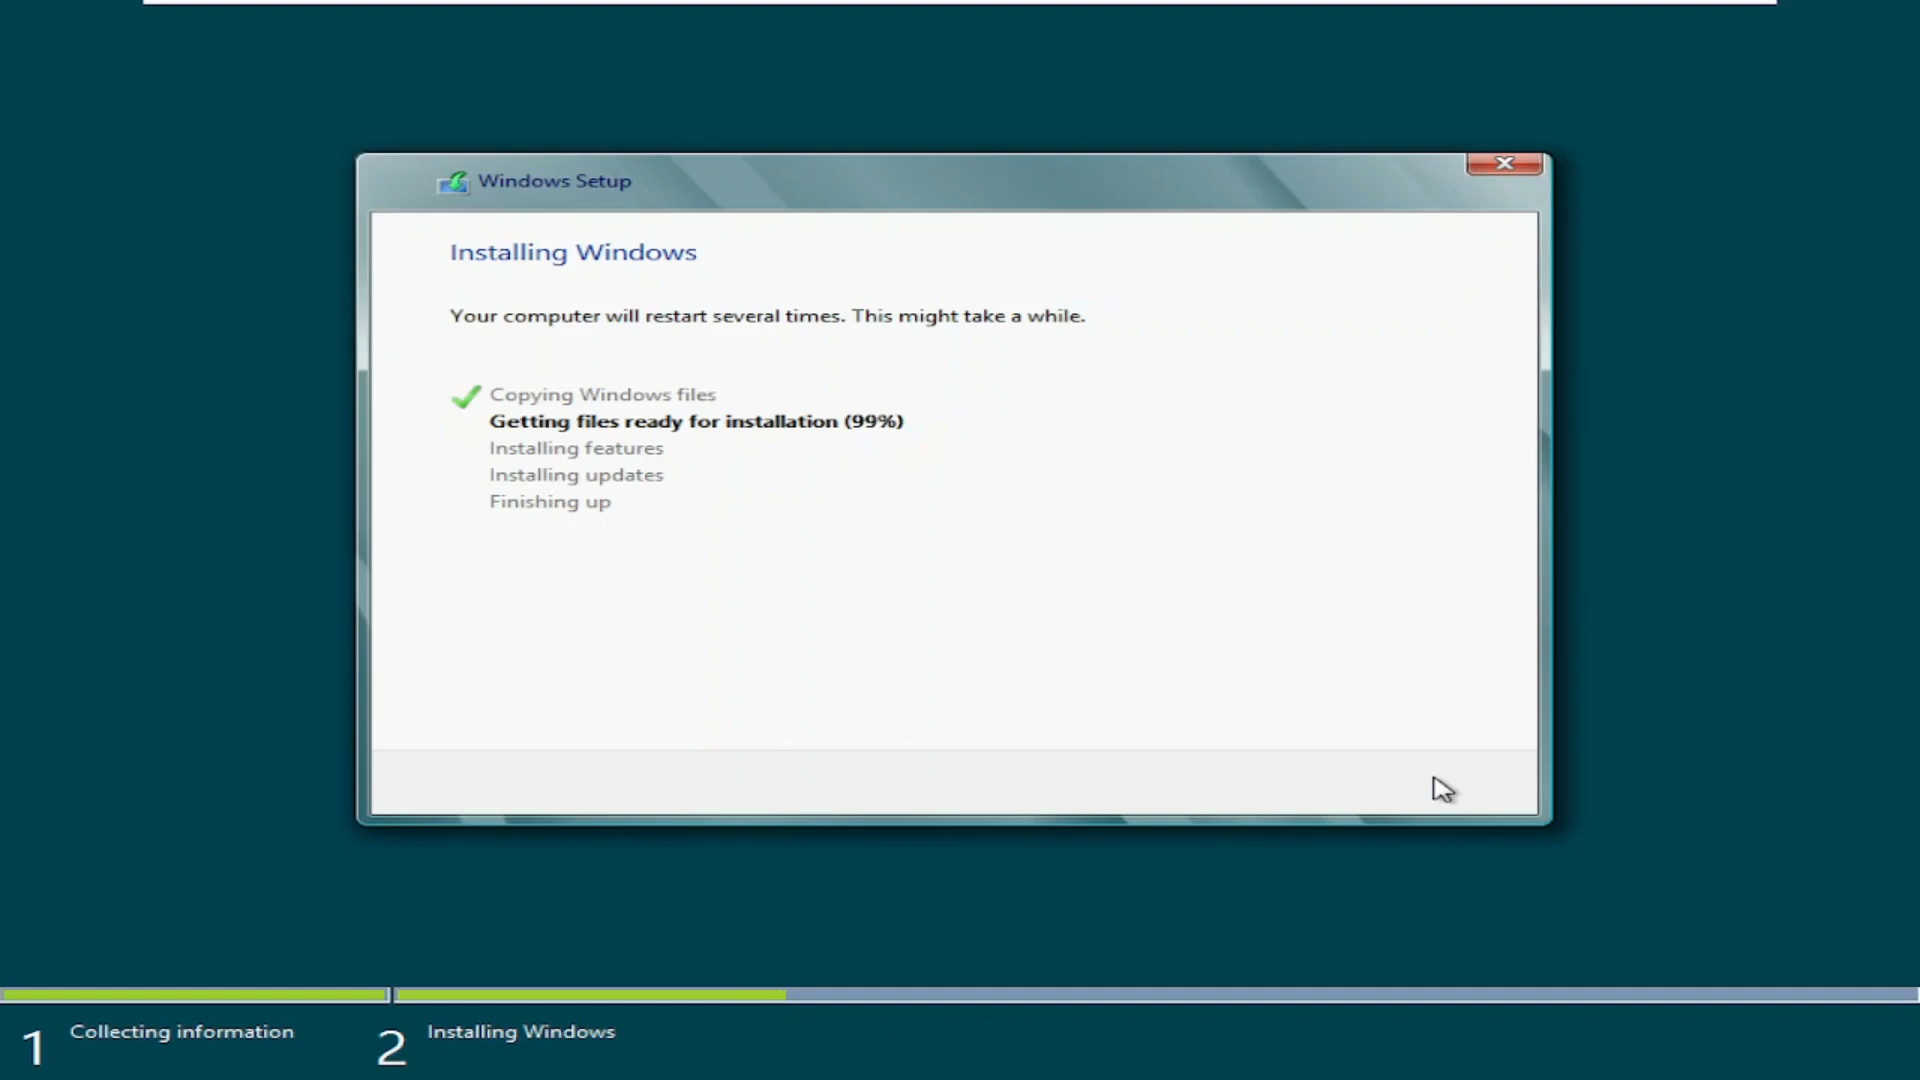 Windows Setup
Installing Windows
Your computer will restart several times. This might take a while.
Copying Windows files
Getting files ready for installation (99%)
Installing features
Installing updates
Finishing up
1 Collecting information
2 Installing Windows